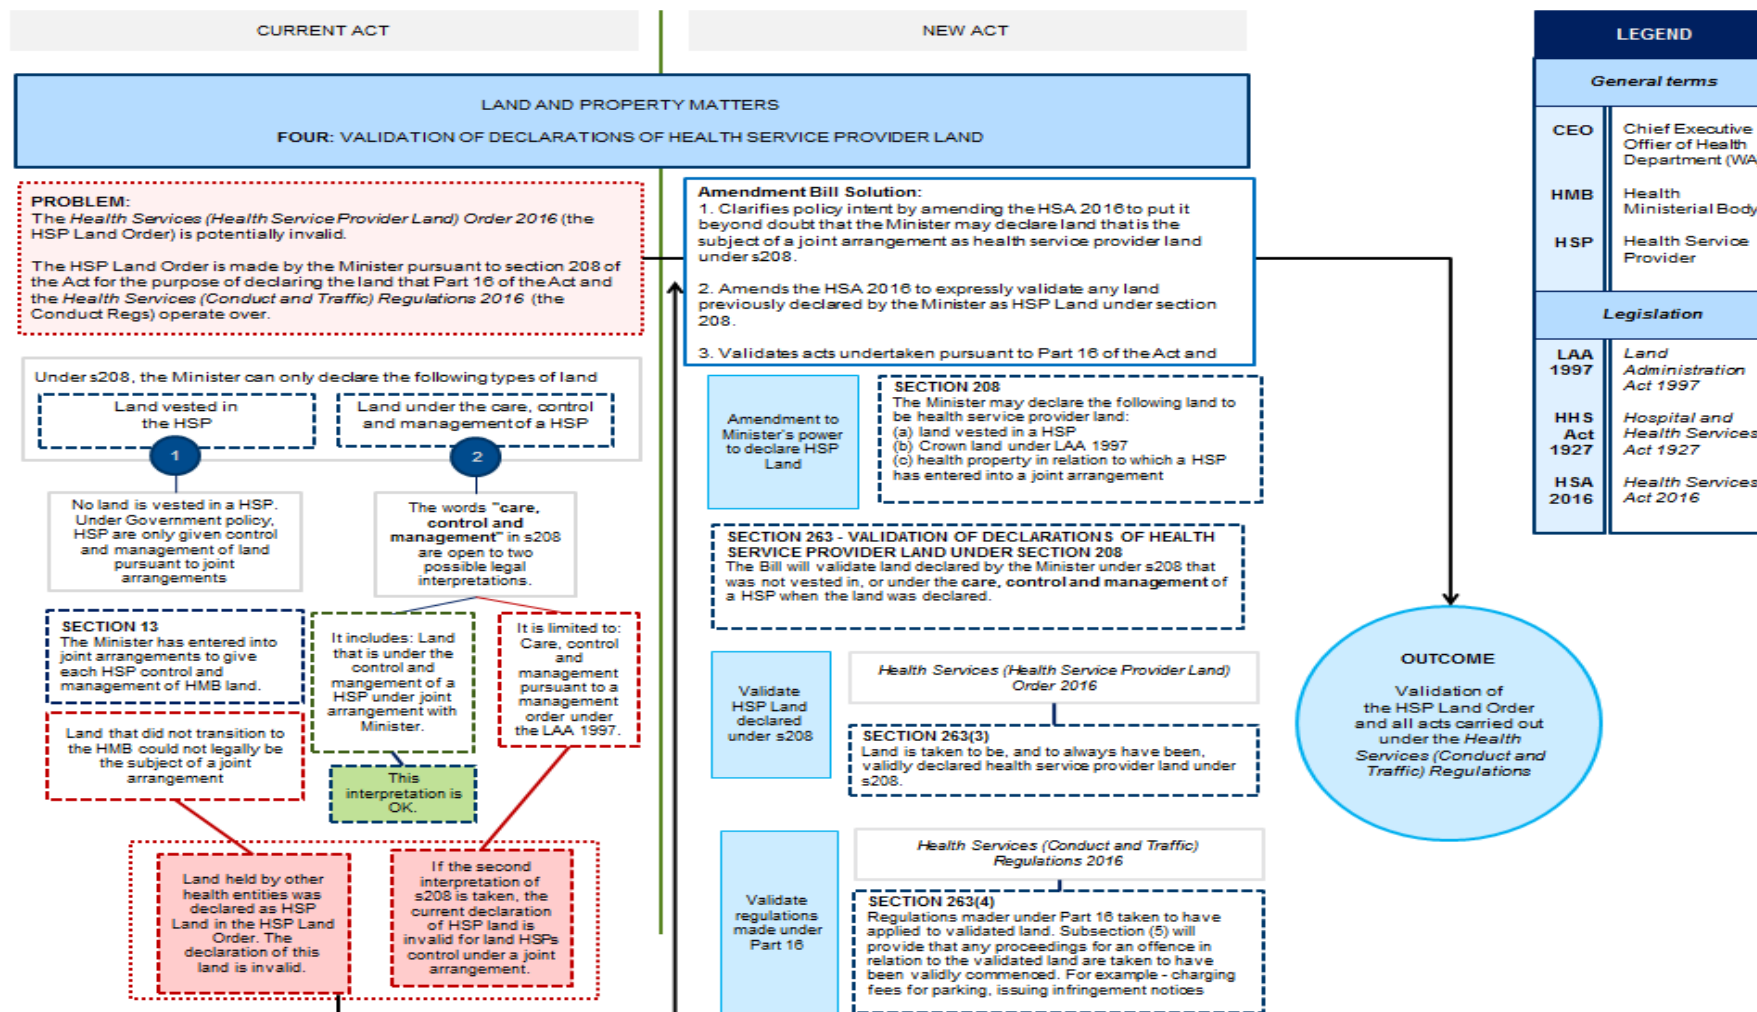 CURRENT ACT
NEW ACT
LAND AND PROPERTY MATTERS
FOUR: VALIDATION OF DECLARATIONS OF HEALTH SERVICE PROVIDER LAND
PROBLEM:
The Health Services (Health Service Provider Land) Order 2016 (the
HSP Land Order) is potentially invalid.
The HSP Land Order is made by the Minister pursuant to section 208 of
the Act for the purpose of declaring the land that Part 16 of the Act and
the Health Services (Conduct and Traffic) Regulations 2016 (the
Conduct Regs) operate over.
Under s208, the Minister can only declare the following types of land
Land vested in
the HSP
Land under the care, control
and management of a HSP
1
2
No land is vested in a HSP.
Under Government policy,
HSP are only given control
and management of land
pursuant to joint
arrangements
The words "care,
control and
management" in s208
are open to two
possible legal
interpretations.
SECTION 13
The Minister has entered into
joint arrangements to give
each HSP control and
management of HMB land.
Land that did not transition to
the HMB could not legally be
the subject of a joint
arrangement
It includes: Land
that is under the
control and
mangement of a
HSP under joint
arrangement with
Minister.
It is limited to:
Care, control
and
management
pursuant to a
management
order under
the LAA 1997.
This
interpretation is
OK.
Land held by other
health entities was
declared as HSP
Land in the HSP Land
Order. The
declaration of this
land is invalid.
If the second
interpretation of
s208 is taken, the
current declaration
of HSP land is
invalid for land HSPs
control under a joint
arrangement.
Amendment Bill Solution:
1. Clarifies policy intent by amending the HSA 2016 to put it
beyond doubt that the Minister may declare land that is the
subject of a joint arrangement as health service provider land
under s208.
2. Amends the HSA 2016 to expressly validate any land
previously declared by the Minister as HSP Land under section
208.
3. Validates acts undertaken pursuant to Part 16 of the Act and
Amendment to
Minister's power
to declare HSP
Land
SECTION 208
The Minister may declare the following land to
be health service provider land:
(a) land vested in a HSP
(b) Crown land under LAA 1997
(c) health property in relation to which a HSP
has entered into a joint arrangement
SECTION 263 - VALIDATION OF DECLARATIONS OF HEALTH
SERVICE PROVIDER LAND UNDER SECTION 208
The Bill will validate land declared by the Minister under s208 that
was not vested in, or under the care, control and management of
a HSP when the land was declared.
Validate
HSP Land
declared
under s208
Health Services (Health Service Provider Land)
Order 2016
SECTION 263(3)
Land is taken to be, and to always have been,
validly declared health service provider land under
s208.
Validate
regulations
made under
Part 16
Health Services (Conduct and Traffic)
Regulations 2016
SECTION 263(4)
Regulations mader under Part 16 taken to have
applied to validated land. Subsection (5) will
provide that any proceedings for an offence in
relation to the validated land are taken to have
been validly commenced. For example - charging
fees for parking, issuing infringement notices
OUTCOME
Validation of
the HSP Land Order
and all acts carried out
under the Health
Services (Conduct and
Traffic) Regulations
LEGEND
General terms
CEO
Chief Executive
Offier of Health
Department (WA
HMB
Health
Ministerial Body
HSP
Health Service
Provider
Legislation
LAA
1997
Land
Administration
Act 1997
HHS
Act
1927
Hospital and
Health Services
Act 1927
HSA
2016
Health Services
Act 2016